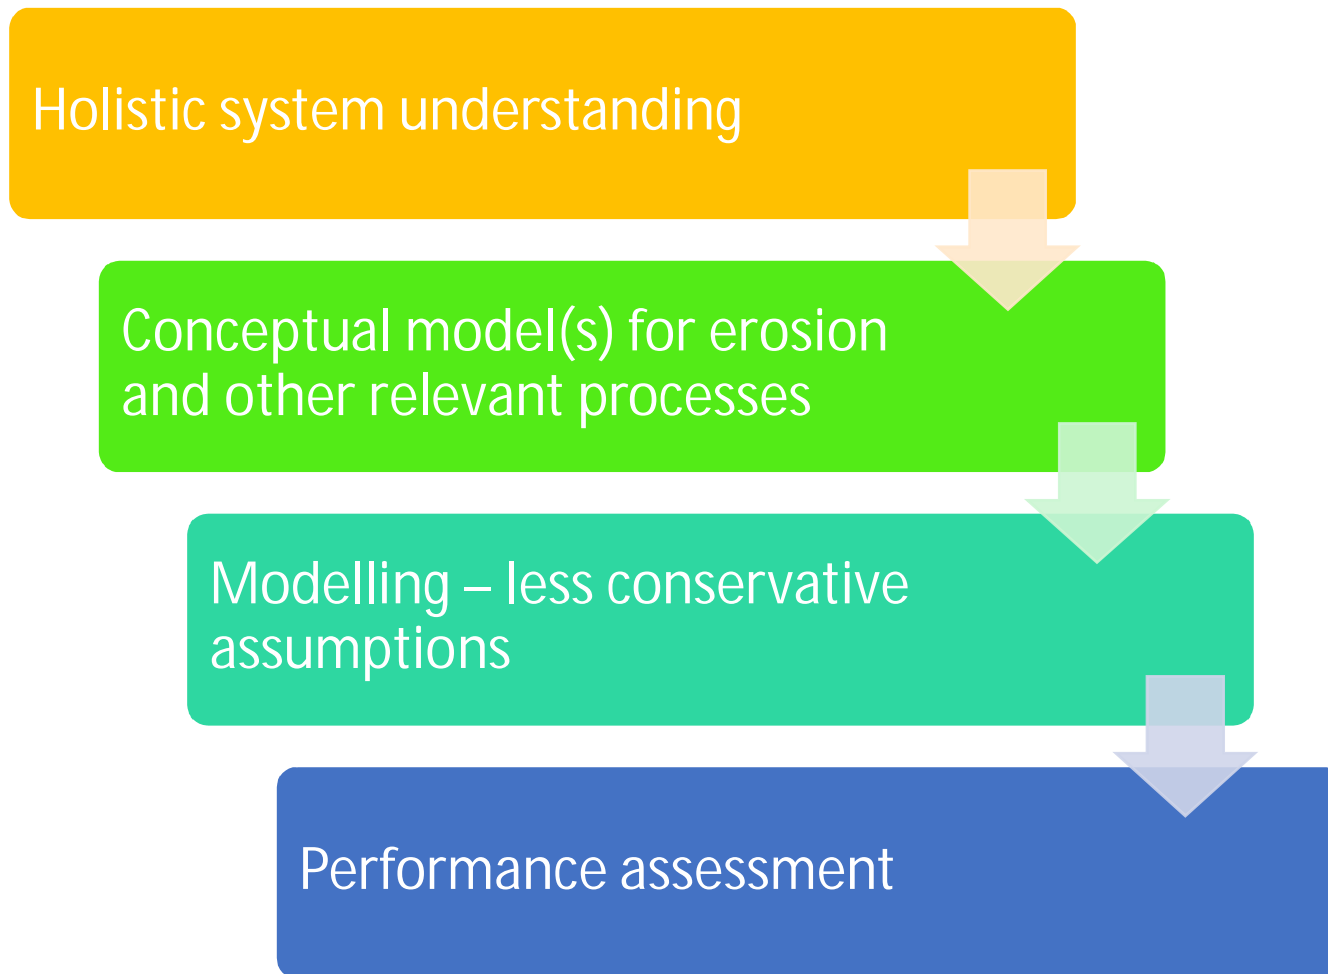 Holistic system understanding
Conceptual model(s) for erosion
and other relevant processes
Modelling – less conservative
assumptions
Performance assessment